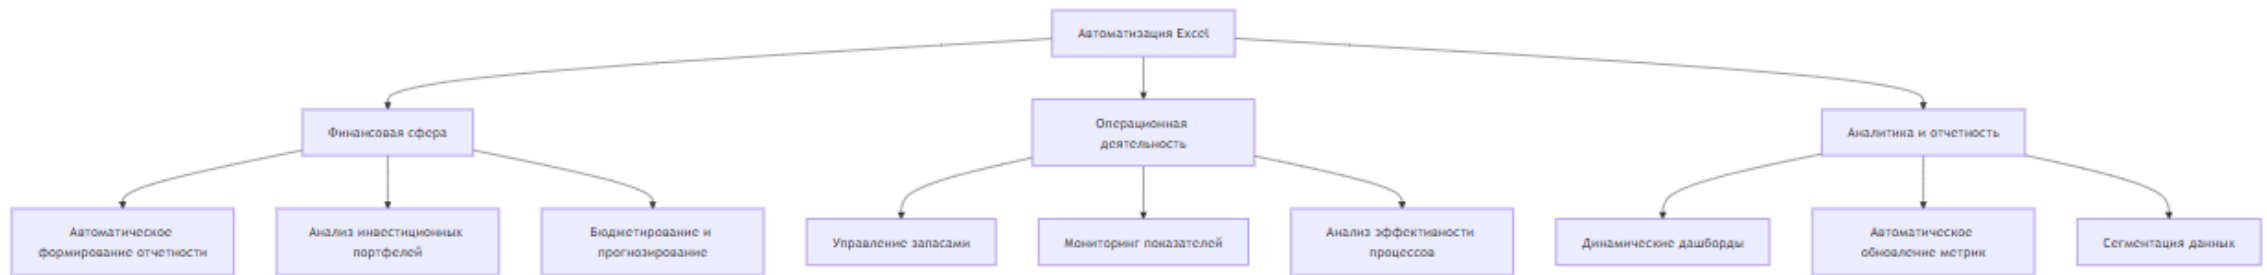 Автоматизация Excel
Финансовая сфера
Операционная
деятельность
Аналитика и отчетность
Автоматическое
формирование отчетности
Анализ инвестиционных
портфелей
Бюджетирование и
прогнозирование
Управление запасами
Мониторинг показателей
Анализ эффективности
процессов
Динамические дашборды
Автоматическое
обновление метрик
Сегментация данных